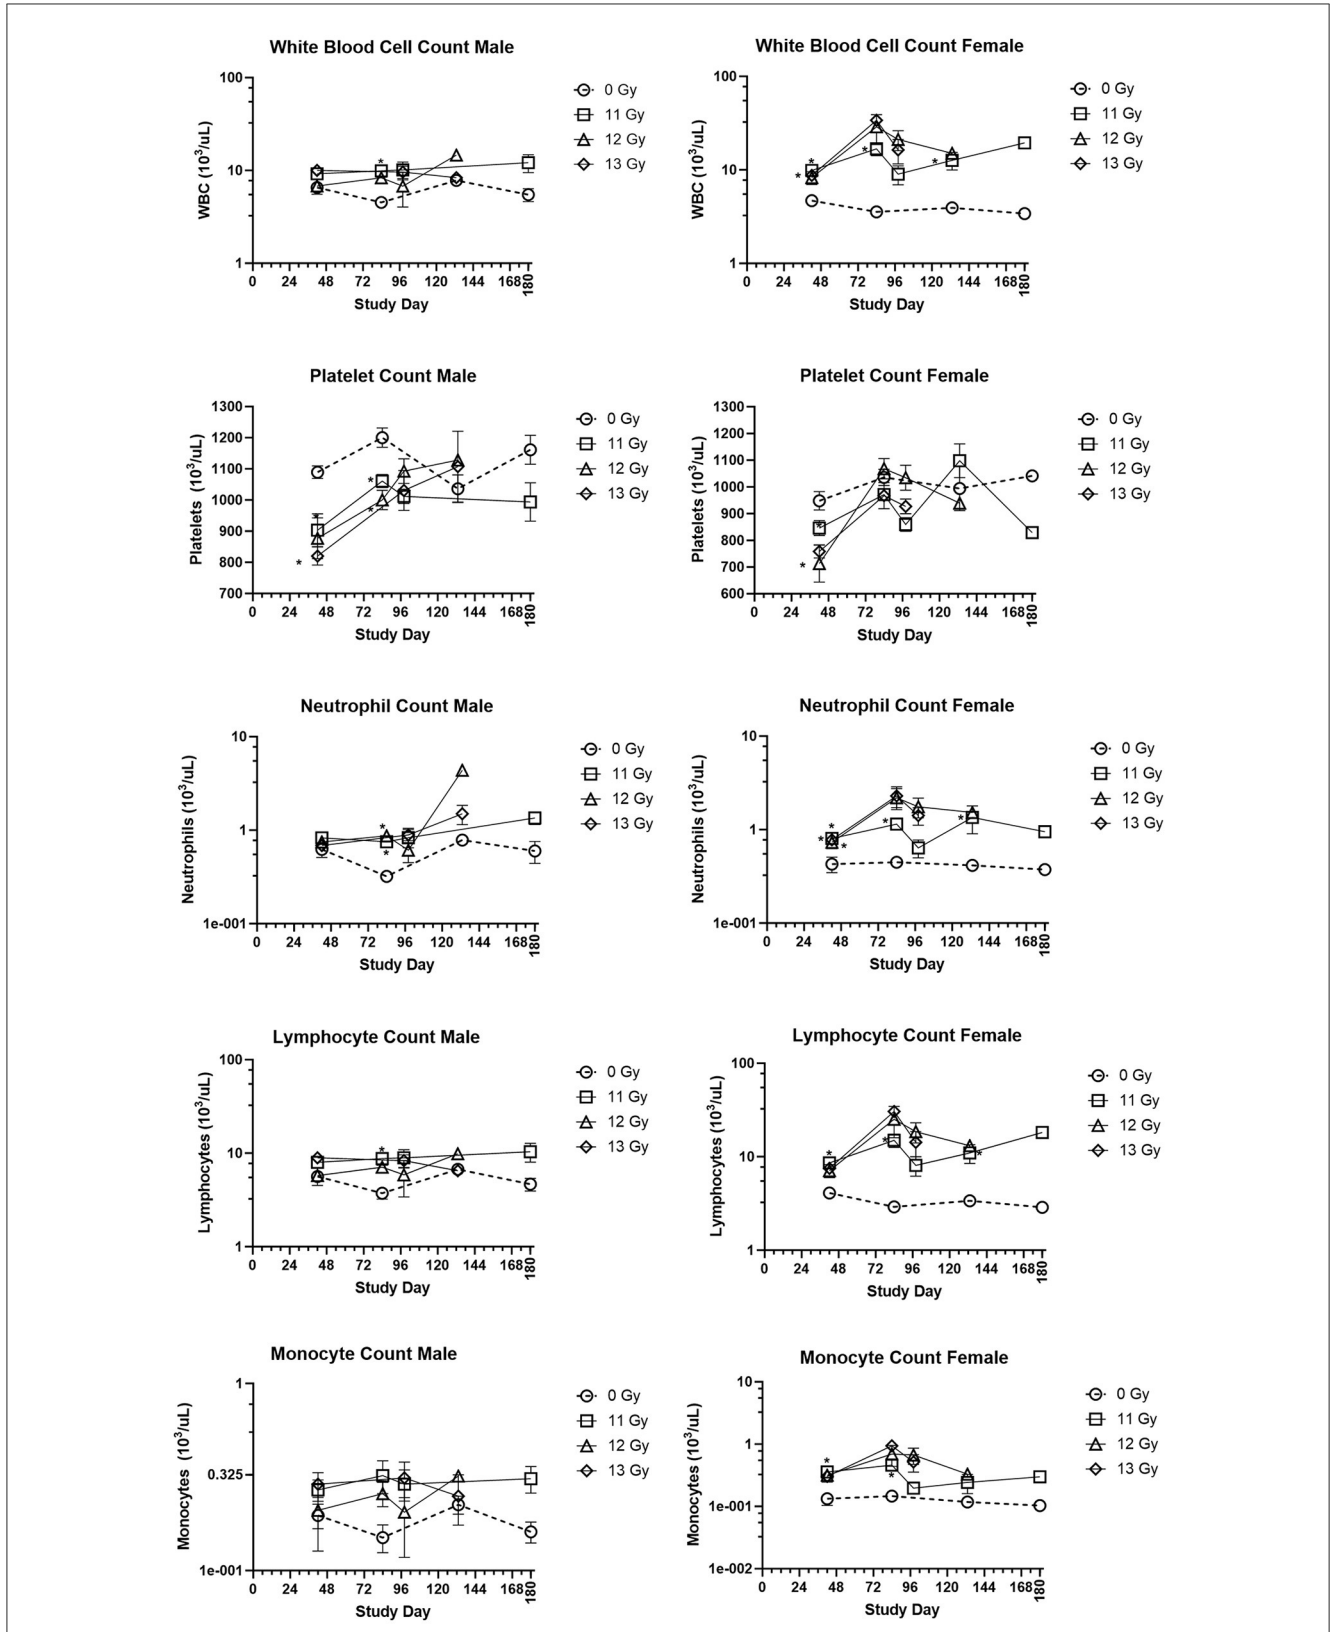 White Blood Cell Count Male
WBC (10³/uL)
100
10
1
0 24 48 72 96 120 144 168 180
Study Day
0 Gy
11 Gy
12 Gy
13 Gy
* 
White Blood Cell Count Female
WBC (10³/uL)
100
10
1
0 24 48 72 96 120 144 168 180
Study Day
0 Gy
11 Gy
12 Gy
13 Gy
* * * *
Platelet Count Male
Platelets (10³/uL)
1300
1200
1100
1000
900
800
700
0 24 48 72 96 120 144 168 180
Study Day
0 Gy
11 Gy
12 Gy
13 Gy
* * * *
Platelet Count Female
Platelets (10³/uL)
1300
1200
1100
1000
900
800
700
600
0 24 48 72 96 120 144 168 180
Study Day
0 Gy
11 Gy
12 Gy
13 Gy
* *
Neutrophil Count Male
Neutrophils (10³/uL)
10
1
1e-001
0 24 48 72 96 120 144 168 180
Study Day
0 Gy
11 Gy
12 Gy
13 Gy
* *
Neutrophil Count Female
Neutrophils (10³/uL)
10
1
1e-001
0 24 48 72 96 120 144 168 180
Study Day
0 Gy
11 Gy
12 Gy
13 Gy
* * * * *
Lymphocyte Count Male
Lymphocytes (10³/uL)
100
10
1
0 24 48 72 96 120 144 168 180
Study Day
0 Gy
11 Gy
12 Gy
13 Gy
*
Lymphocyte Count Female
Lymphocytes (10³/uL)
100
10
1
0 24 48 72 96 120 144 168 180
Study Day
0 Gy
11 Gy
12 Gy
13 Gy
* * *
Monocyte Count Male
Monocytes (10³/uL)
1
0.325
1e-001
0 24 48 72 96 120 144 168 180
Study Day
0 Gy
11 Gy
12 Gy
13 Gy
Monocyte Count Female
Monocytes (10³/uL)
10
1
1e-001
1e-002
0 24 48 72 96 120 144 168 180
Study Day
0 Gy
11 Gy
12 Gy
13 Gy
* *